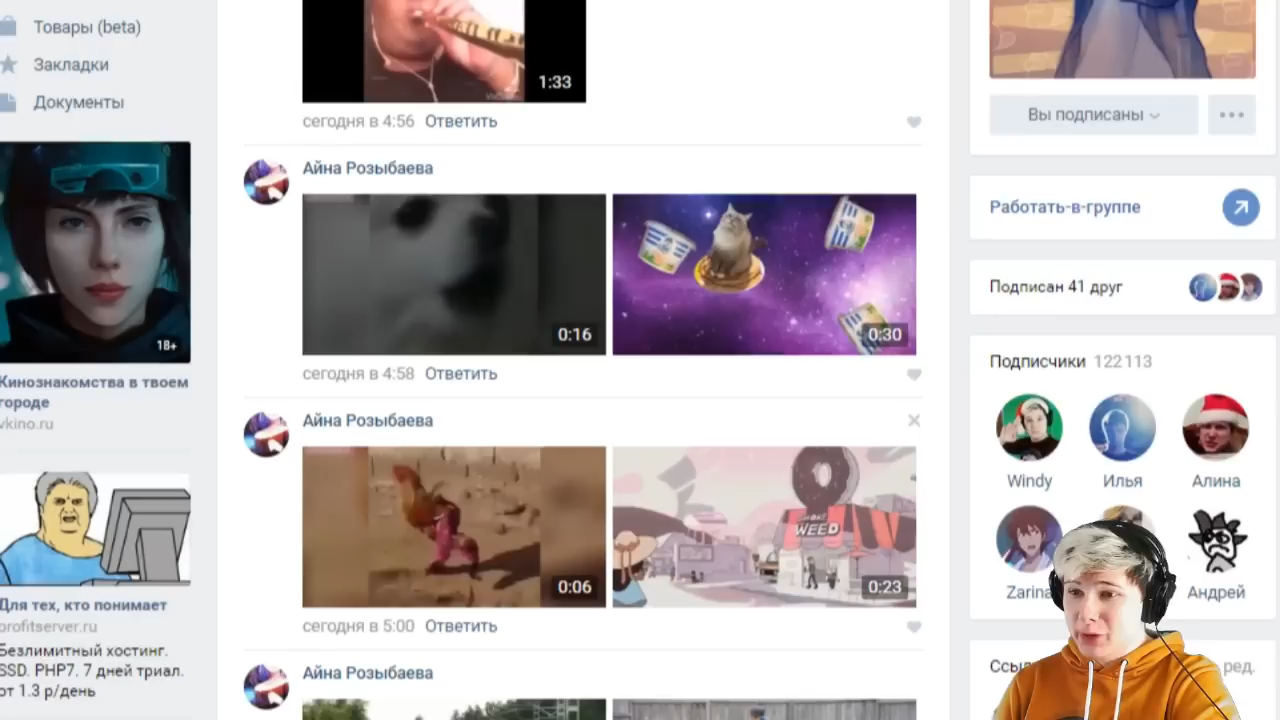 Товары (beta)
Закладки
Документы
18+
Кинознакомства в твоем
городе
vkino.ru
Для тех, кто понимает
profitserver.ru
Безлимитный хостинг.
SSD. PHP7. 7 дней триал.
от 1.3 р/день
1:33
сегодня в 4:56 Ответить
Айна Розыбаева
0:16
0:30
сегодня в 4:58 Ответить
Айна Розыбаева
WEED
0:06
0:23
сегодня в 5:00 Ответить
Айна Розыбаева
Вы подписаны
Работать-в-группе
Подписан 41 друг
Подписчики 122 113
Windy
Илья
Алина
Zarina
Андрей
ред.